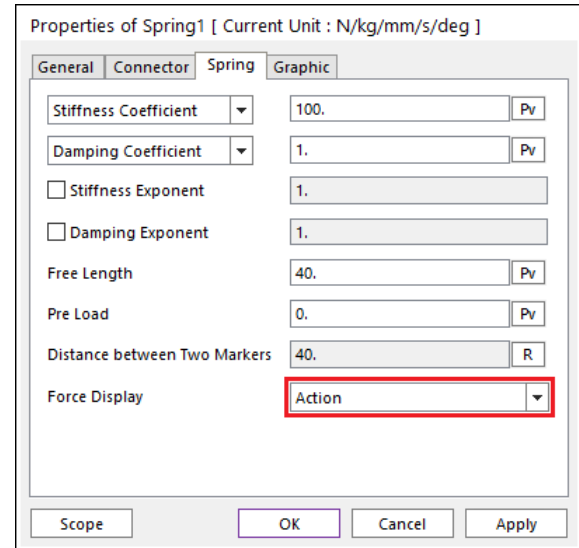 Properties of Spring1 [ Current Unit : N/kg/mm/s/deg ]
General Connector Spring Graphic
Stiffness Coefficient 100. Pv
Damping Coefficient 1. Pv
Stiffness Exponent 1.
Damping Exponent 1.
Free Length 40. Pv
Pre Load 0. Pv
Distance between Two Markers 40. R
Force Display Action
Scope OK Cancel Apply